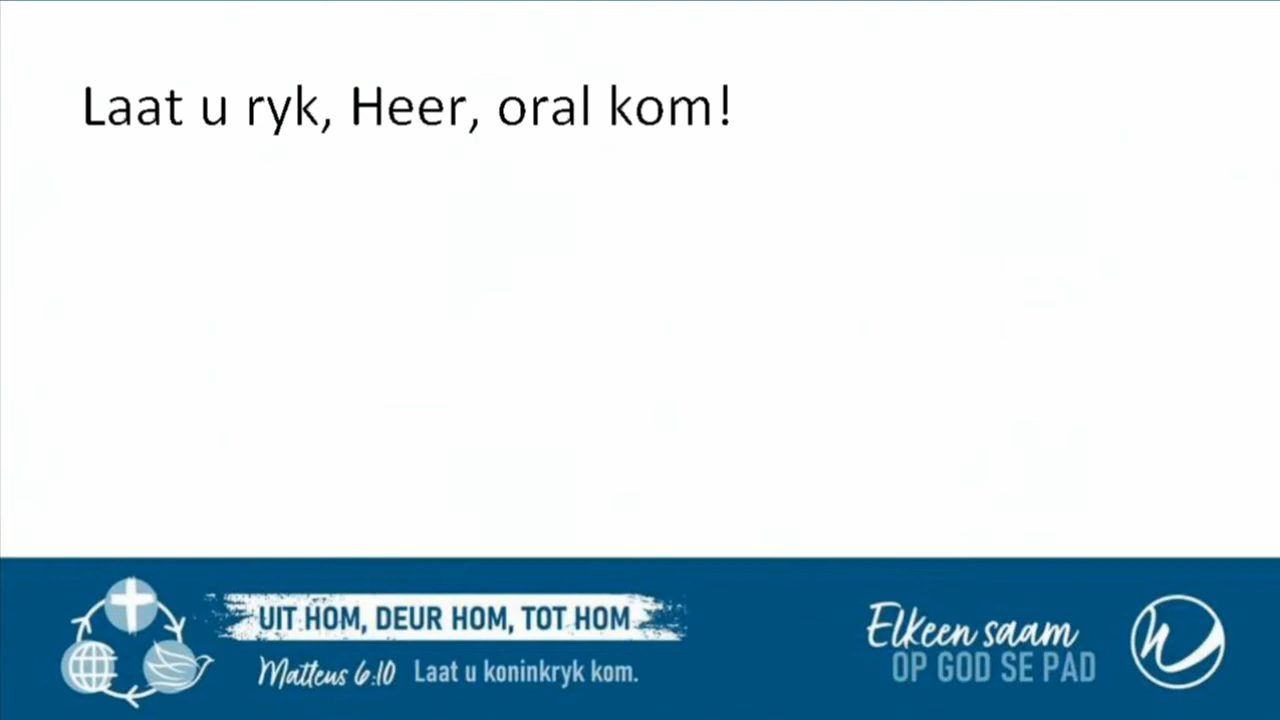 Laat u ryk, Heer, oral kom!
UIT HOM, DEUR HOM, TOT HOM
Matteus 6:10 Laat u koninkryk kom.
Elkeen saam
OP GOD SE PAD